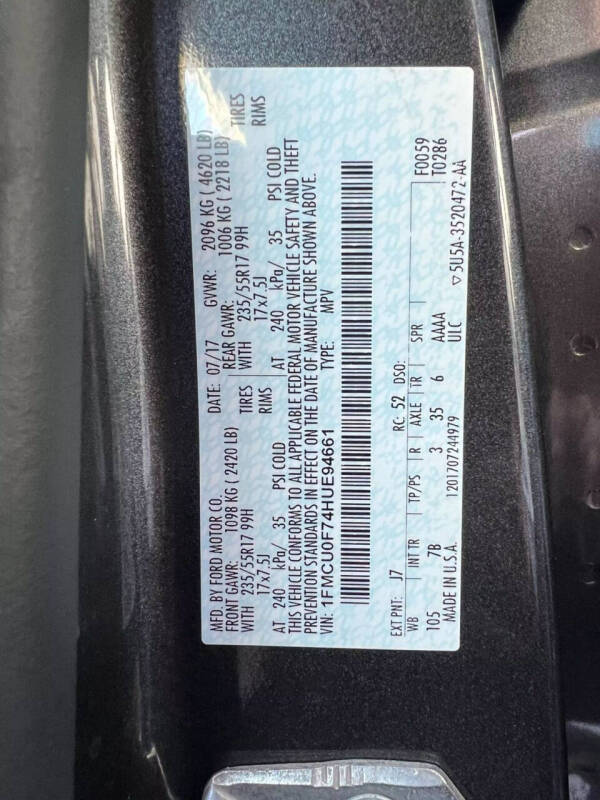 MFD. BY FORD MOTOR CO. DATE: 07/17 GVWR: 2096 KG ( 4620 LB)
FRONT GAWR: 1098 KG ( 2420 LB) REAR GAWR: 1006 KG ( 2218 LB)
WITH 235/55R17 99H TIRES WITH 235/55R17 99H TIRES
17x7.5J RIMS 17x7.5J RIMS
AT 240 kPa/ 35 PSI COLD AT 240 kPa/ 35 PSI COLD
THIS VEHICLE CONFORMS TO ALL APPLICABLE FEDERAL MOTOR VEHICLE SAFETY AND THEFT
PREVENTION STANDARDS IN EFFECT ON THE DATE OF MANUFACTURE SHOWN ABOVE.
VIN: 1FMCU0F74HUE94661 TYPE: MPV
EXT PNT: J7 RC: 52 DSO: F0059
WB INT TR TP/PS R AXLE TR SPR T0286
105 7B 3 35 6 AAAA
MADE IN U.S.A. 1201707244979 UIC
▽5U5A-3520472-AA